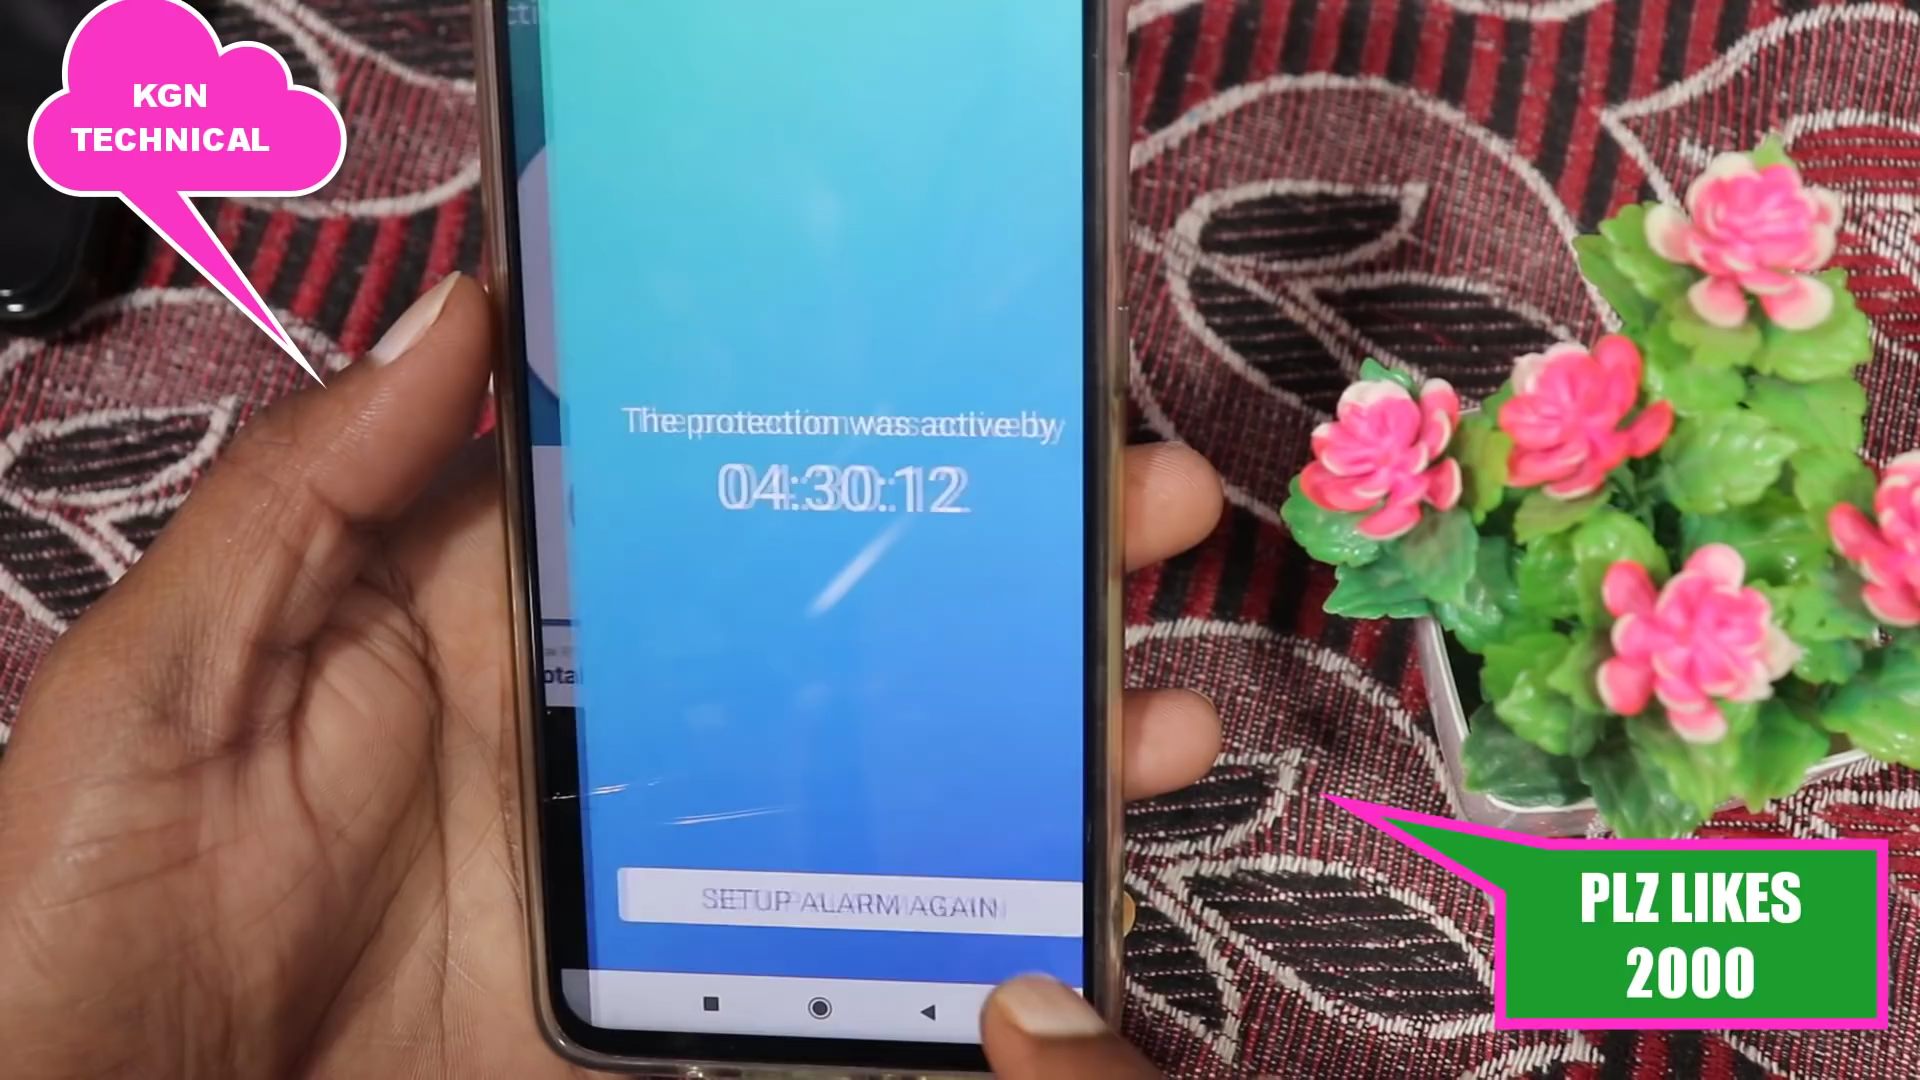 KGN
TECHNICAL
The protection was active by
04:30:12
SETUP ALARM AGAIN
PLZ LIKES
2000